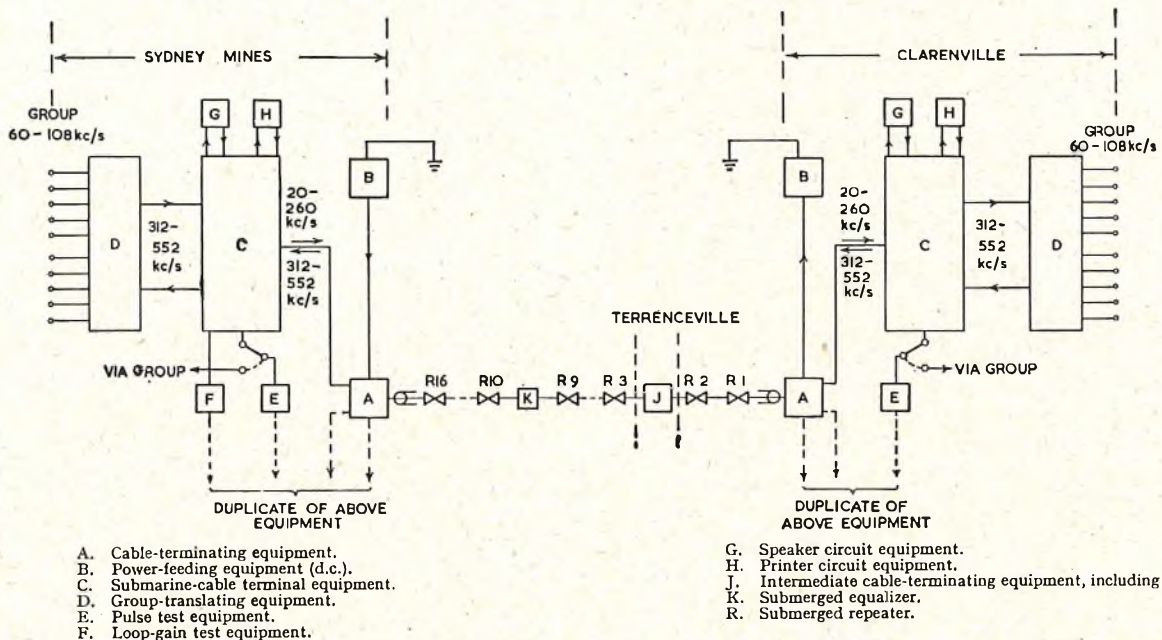 SYDNEY MINES
CLARENVILLE
GROUP
60-108kc/s
G
H
G
H
GROUP
60-108kc/s
B
B
20-
260
kc/s
20-
260
kc/s
D
312-
552
kc/s
C
312-
552
kc/s
312-
552
kc/s
C
312-
552
kc/s
D
TERRENCEVILLE
VIA GROUP
VIA GROUP
R16
R10
R9
R3
R2
R1
F
E
A
K
J
A
E
DUPLICATE OF ABOVE
EQUIPMENT
DUPLICATE OF
ABOVE EQUIPMENT
A. Cable-terminating equipment.
B. Power-feeding equipment (d.c.).
C. Submarine-cable terminal equipment.
D. Group-translating equipment.
E. Pulse test equipment.
F. Loop-gain test equipment.
G. Speaker circuit equipment.
H. Printer circuit equipment.
J. Intermediate cable-terminating equipment, including
K. Submerged equalizer.
R. Submerged repeater.